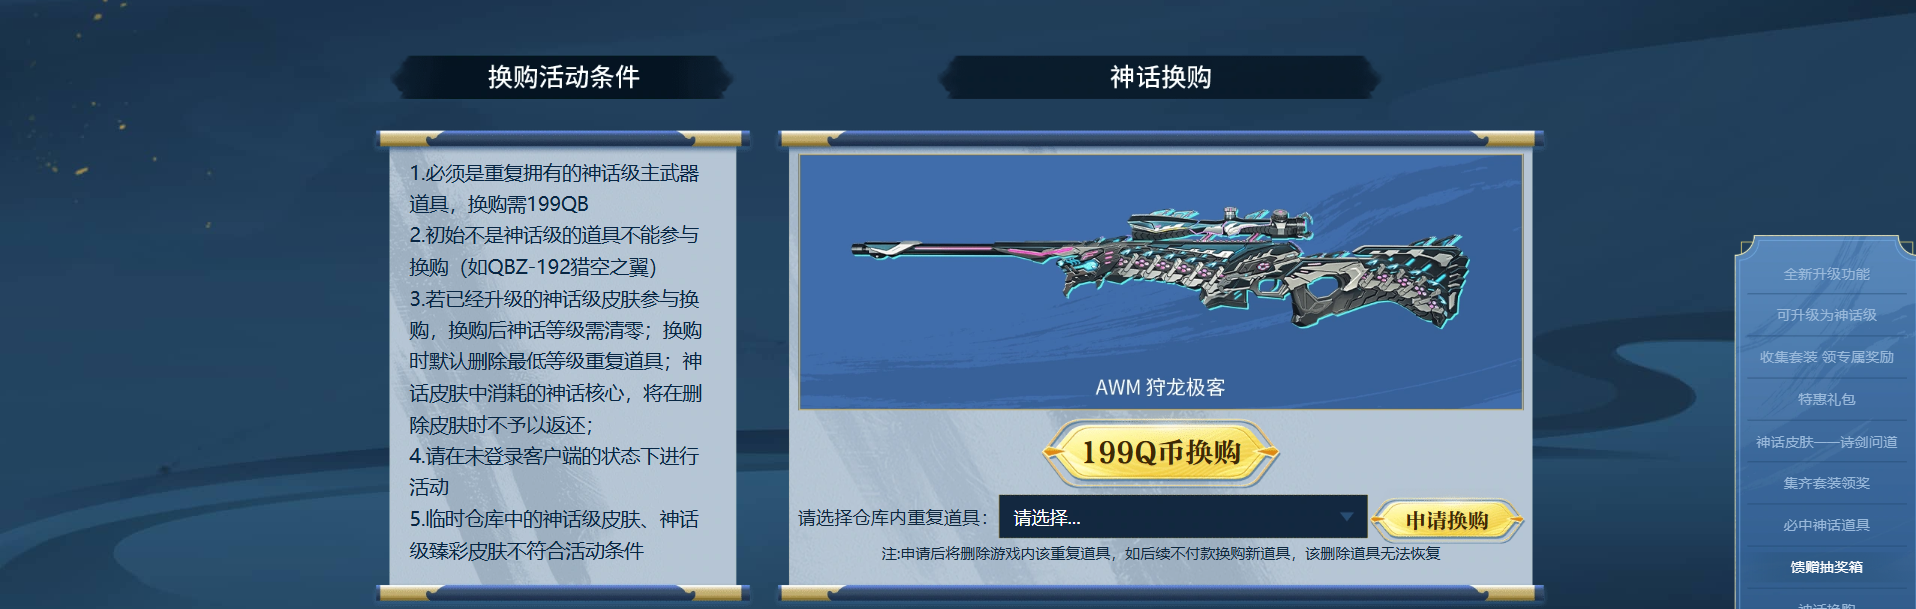 换购活动条件
神话换购
1.必须是重复拥有的神话级主武器
道具，换购需199QB
2.初始不是神话级的道具不能参与
换购（如QBZ-192猎空之翼）
3.若已经升级的神话级皮肤参与换
购，换购后神话等级需清零；换购
时默认删除最低等级重复道具；神
话皮肤中消耗的神话核心，将在删
除皮肤时不予以返还；
4.请在未登录客户端的状态下进行
活动
5.临时仓库中的神话级皮肤、神话
级臻彩皮肤不符合活动条件
AWM 狩龙极客
199Q币换购
请选择仓库内重复道具：
请选择...
申请换购
注:申请后将删除游戏内该重复道具，如后续不付款换购新道具，该删除道具无法恢复
全新升级功能
可升级为神话级
收集套装 领专属奖励
特惠礼包
神话皮肤——诗剑问道
集齐套装领奖
必中神话道具
馈赠抽奖箱
神话换购